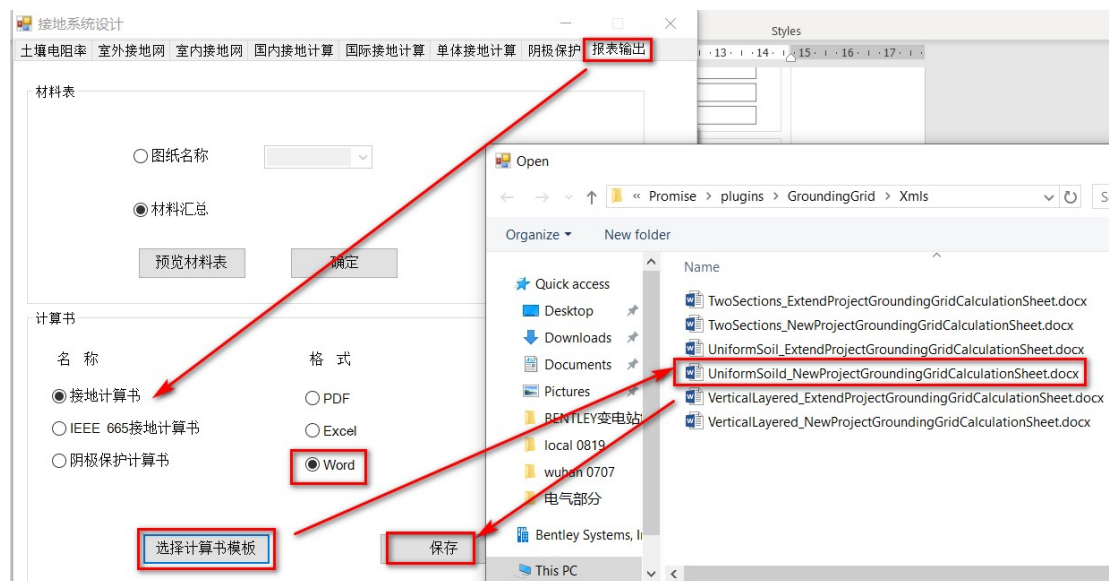 接地系统设计
土壤电阻率 室外接地网 室内接地网 国内接地计算 国际接地计算 单体接地计算 阴极保护 报表输出
材料表
图纸名称
材料汇总
预览材料表 确定
计算书
名 称 格 式
接地计算书 PDF
IEEE 665接地计算书 Excel
阴极保护计算书 Word
选择计算书模板 保存
Styles
13 14 15 16 17
Open
« Promise > plugins > GroundingGrid > Xmls
Organize New folder
Name
Quick access
Desktop
Downloads
Documents
Pictures
BENTLEY变电站
local 0819
wuhan 0707
电气部分
Bentley Systems, I
This PC
TwoSections_ExtendProjectGroundingGridCalculationSheet.docx
TwoSections_NewProjectGroundingGridCalculationSheet.docx
UniformSoil_ExtendProjectGroundingGridCalculationSheet.docx
UniformSoild_NewProjectGroundingGridCalculationSheet.docx
VerticalLayered_ExtendProjectGroundingGridCalculationSheet.docx
VerticalLayered_NewProjectGroundingGridCalculationSheet.docx